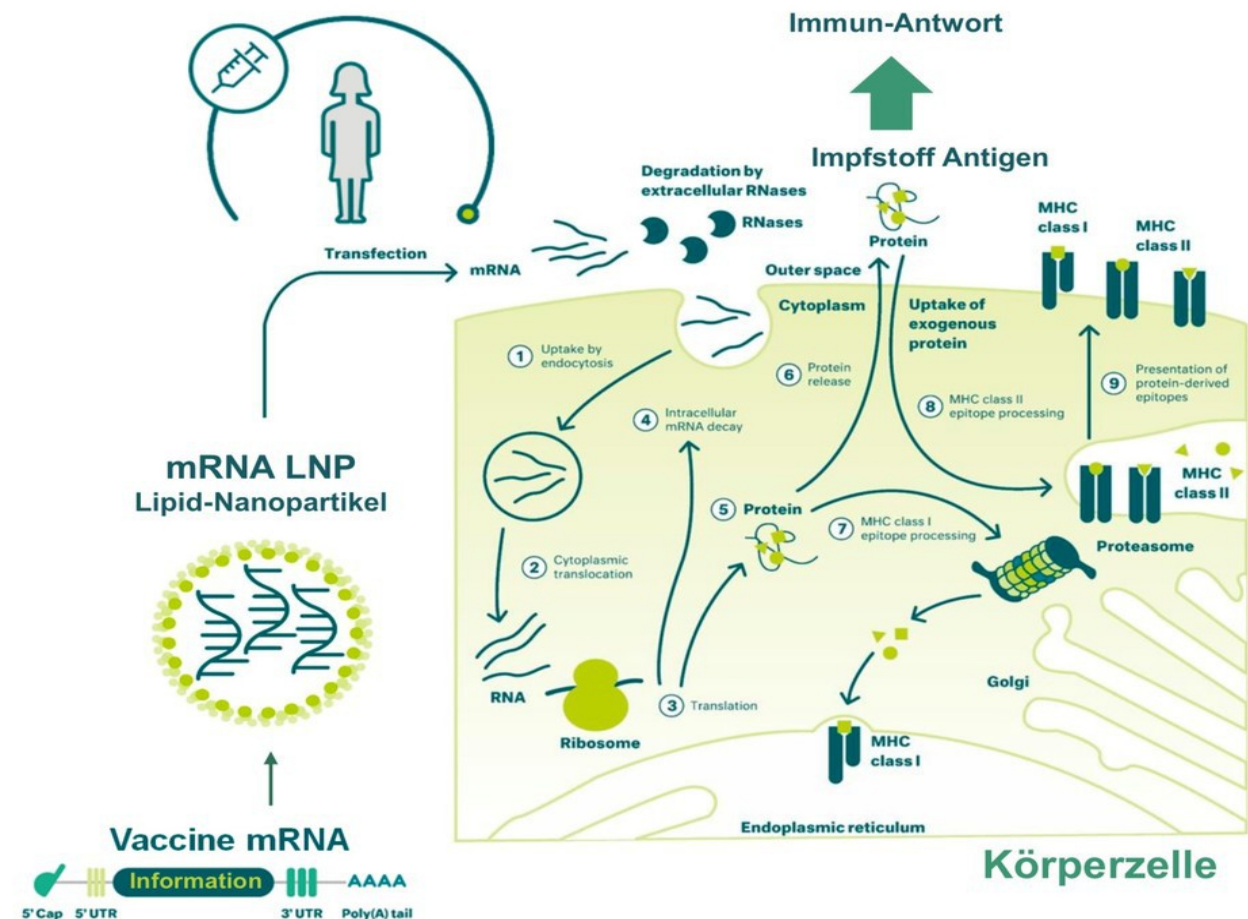 Immun-Antwort
Impfstoff Antigen
Degradation by
extracellular RNases
RNases
Protein
MHC
class I
MHC
class II
Transfection
mRNA
Outer space
Cytoplasm
Uptake of
exogenous
protein
1 Uptake by
endocytosis
6 Protein
release
9 Presentation of
protein-derived
epitopes
4 Intracellular
mRNA decay
8 MHC class II
epitope processing
mRNA LNP
Lipid-Nanopartikel
MHC
class II
5 Protein
7 MHC class I
epitope processing
Proteasome
2 Cytoplasmic
translocation
RNA
Golgi
3 Translation
Ribosome
MHC
class I
Endoplasmic reticulum
Vaccine mRNA
Körperzelle
Information
AAAA
5' Cap
5' UTR
3' UTR
Poly(A) tail